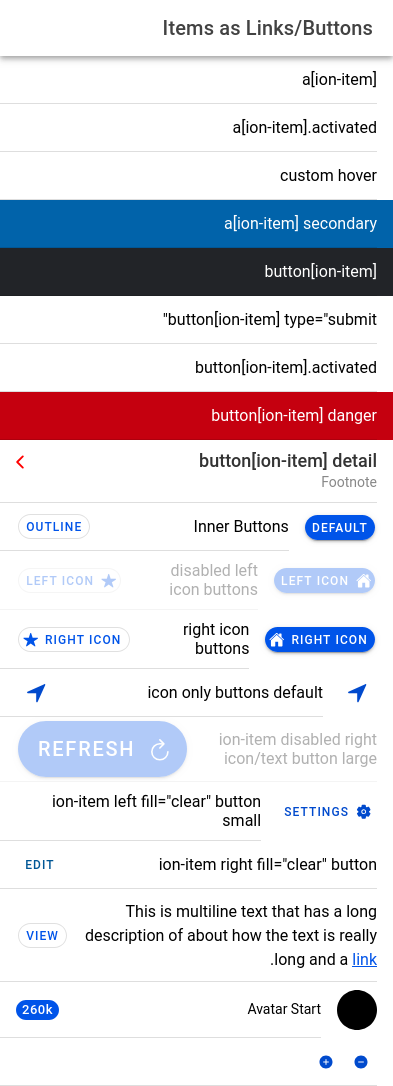 Items as Links/Buttons
a[ion-item]
a[ion-item].activated
custom hover
a[ion-item] secondary
button[ion-item]
"button[ion-item] type="submit
button[ion-item].activated
button[ion-item] danger
button[ion-item] detail
Footnote
DEFAULT
Inner Buttons
OUTLINE
LEFT ICON
disabled left
icon buttons
LEFT ICON
RIGHT ICON
right icon
buttons
RIGHT ICON
icon only buttons default
ion-item disabled right
icon/text button large
REFRESH
SETTINGS
ion-item left fill="clear" button
small
ion-item right fill="clear" button
EDIT
This is multiline text that has a long
description of about how the text is really
.long and a link
VIEW
Avatar Start
260k